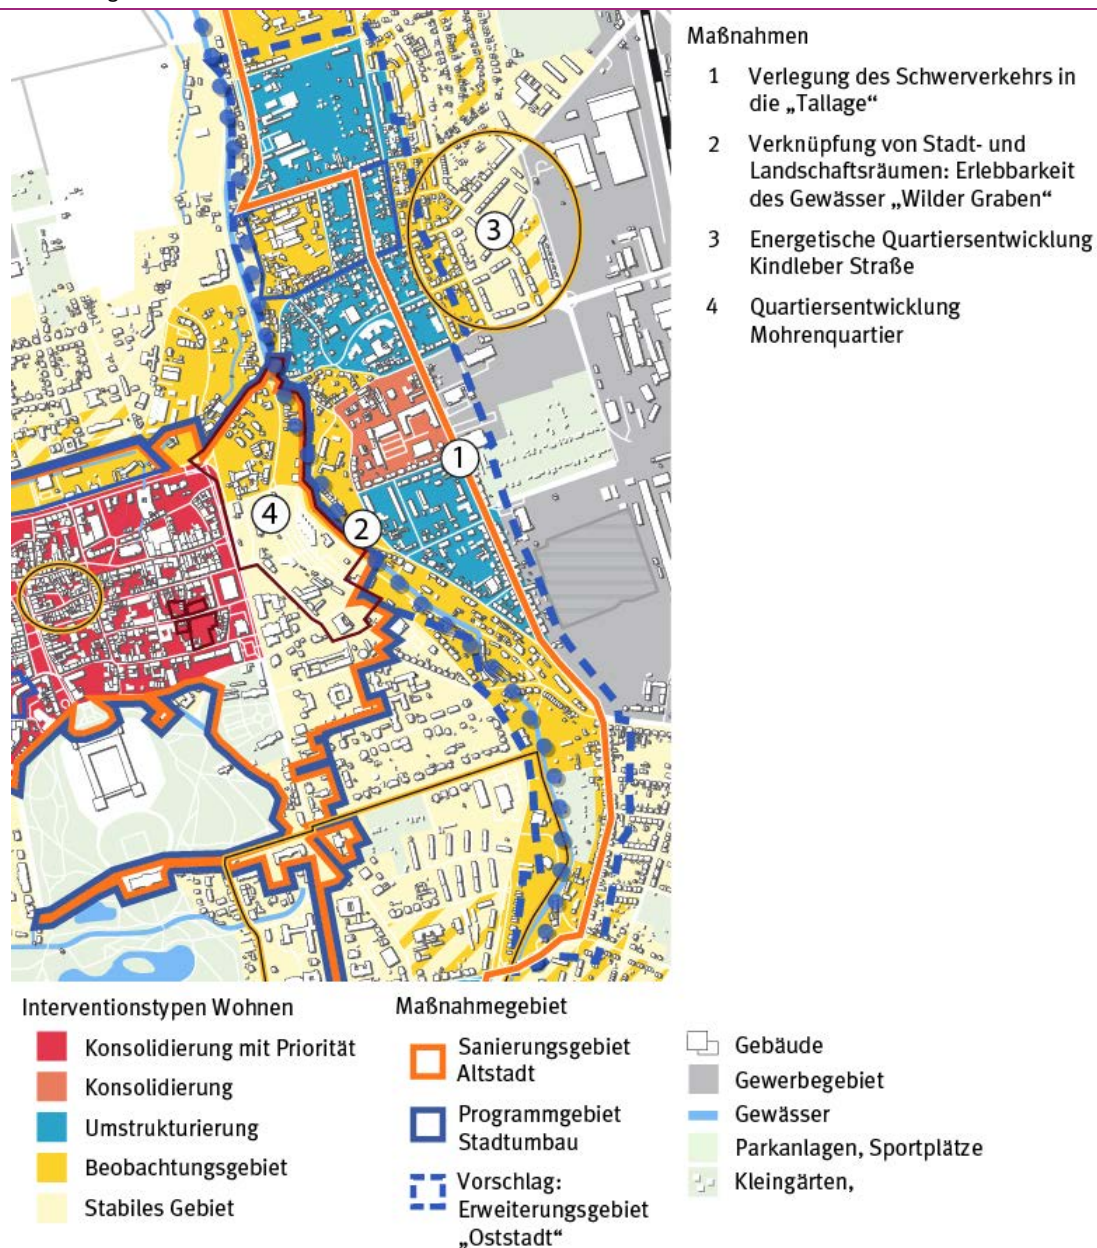 Maßnahmen
1 Verlegung des Schwerverkehrs in
die „Tallage“
2 Verknüpfung von Stadt- und
Landschaftsräumen: Erlebbarkeit
des Gewässer „Wilder Graben“
3 Energetische Quartiersentwicklung
Kindleber Straße
4 Quartiersentwicklung
Mohrenquartier
3
1
4
2
Interventionstypen Wohnen
Konsolidierung mit Priorität
Konsolidierung
Umstrukturierung
Beobachtungsgebiet
Stabiles Gebiet
Maßnahmegebiet
Sanierungsgebiet
Altstadt
Programmgebiet
Stadtumbau
Vorschlag:
Erweiterungsgebiet
„Oststadt“
Gebäude
Gewerbegebiet
Gewässer
Parkanlagen, Sportplätze
Kleingärten,